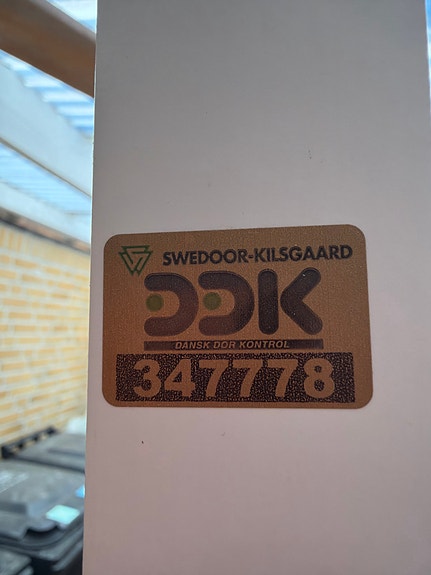 SWEDOOR-KILSGAARD
DDK
DANSK DØR KONTROL
347778